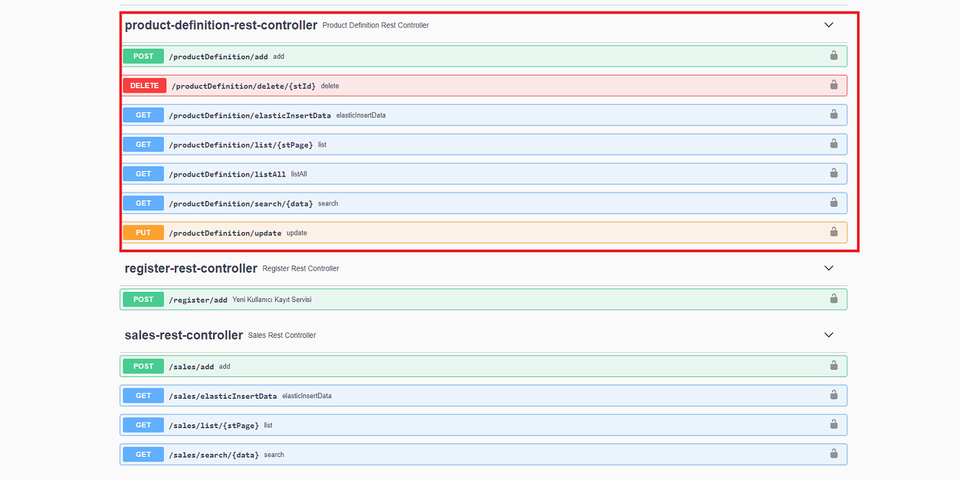 product-definition-rest-controller Product Definition Rest Controller
POST /productDefinition/add add
DELETE /productDefinition/delete/{stId} delete
GET /productDefinition/elasticInsertData elasticInsertData
GET /productDefinition/list/{stPage} list
GET /productDefinition/listAll listAll
GET /productDefinition/search/{data} search
PUT /productDefinition/update update
register-rest-controller Register Rest Controller
POST /register/add Yeni Kullanıcı Kayıt Servisi
sales-rest-controller Sales Rest Controller
POST /sales/add add
GET /sales/elasticInsertData elasticInsertData
GET /sales/list/{stPage} list
GET /sales/search/{data} search